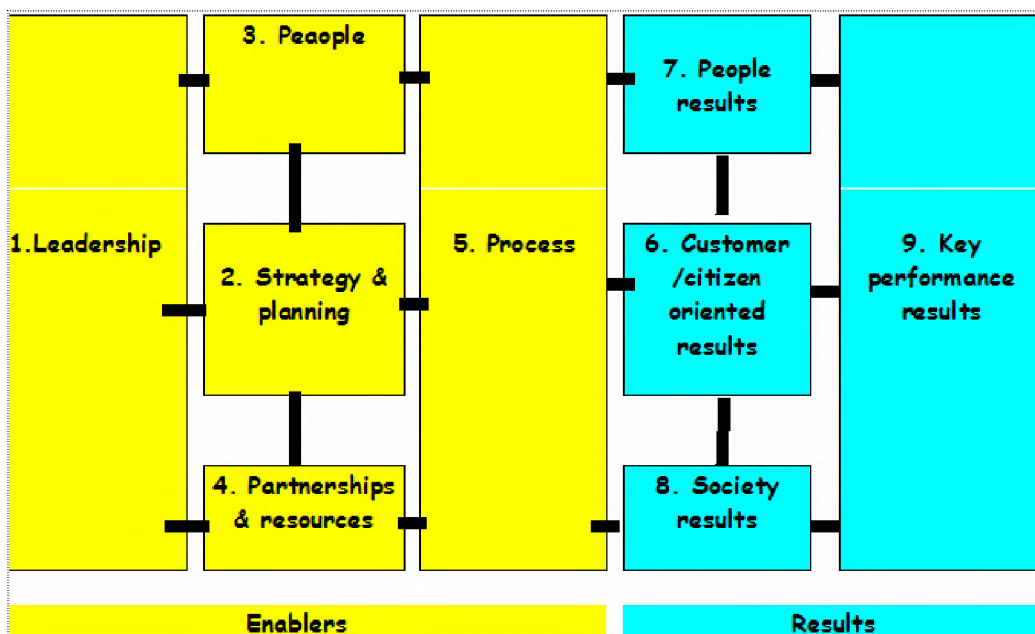 1.Leadership
3. Peaople
2. Strategy &
planning
4. Partnerships
& resources
5. Process
7. People
results
6. Customer
/citizen
oriented
results
8. Society
results
9. Key
performance
results
Enablers
Results